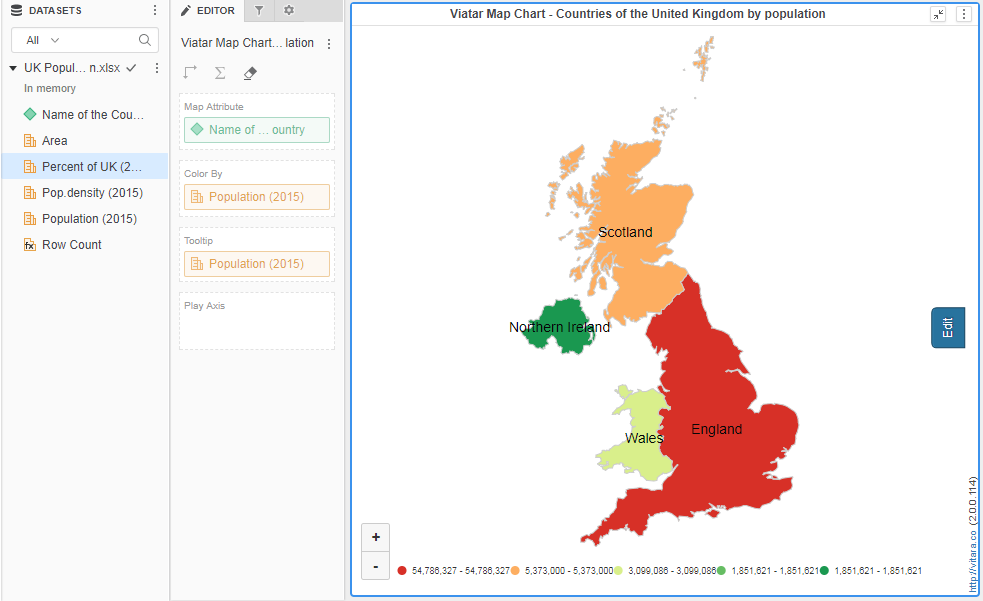 DATASETS
All
UK Popul... n.xlsx
In memory
Name of the Cou...
Area
Percent of UK (2...
Pop.density (2015)
Population (2015)
fx Row Count
EDITOR
Viatar Map Chart... lation
Map Attribute
Name of ... ountry
Color By
Population (2015)
Tooltip
Population (2015)
Play Axis
Viatar Map Chart - Countries of the United Kingdom by population
Scotland
Northern Ireland
Wales
England
Edit
+
-
54,786,327 - 54,786,327 5,373,000 - 5,373,000 3,099,086 - 3,099,086 1,851,621 - 1,851,621 1,851,621 - 1,851,621
http://vitara.co (2.0.0.114)